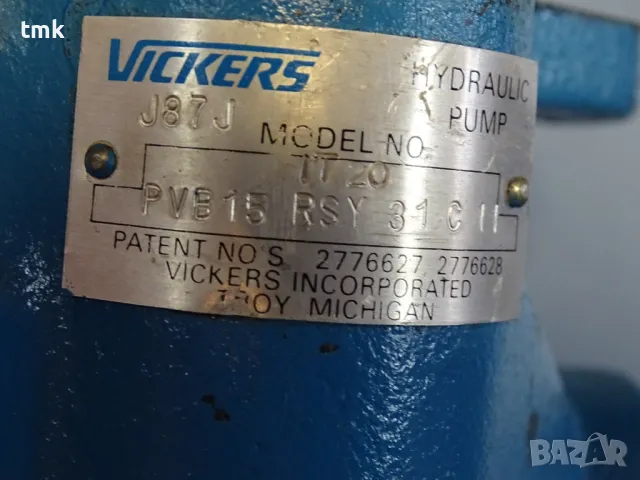 tmk
VICKERS
HYDRAULIC
PUMP
J87J
MODEL NO
TT 20
PVB15 RSY 31 C 11
PATENT NO'S 2776627 2776628
VICKERS INCORPORATED
TROY MICHIGAN
BAZAR